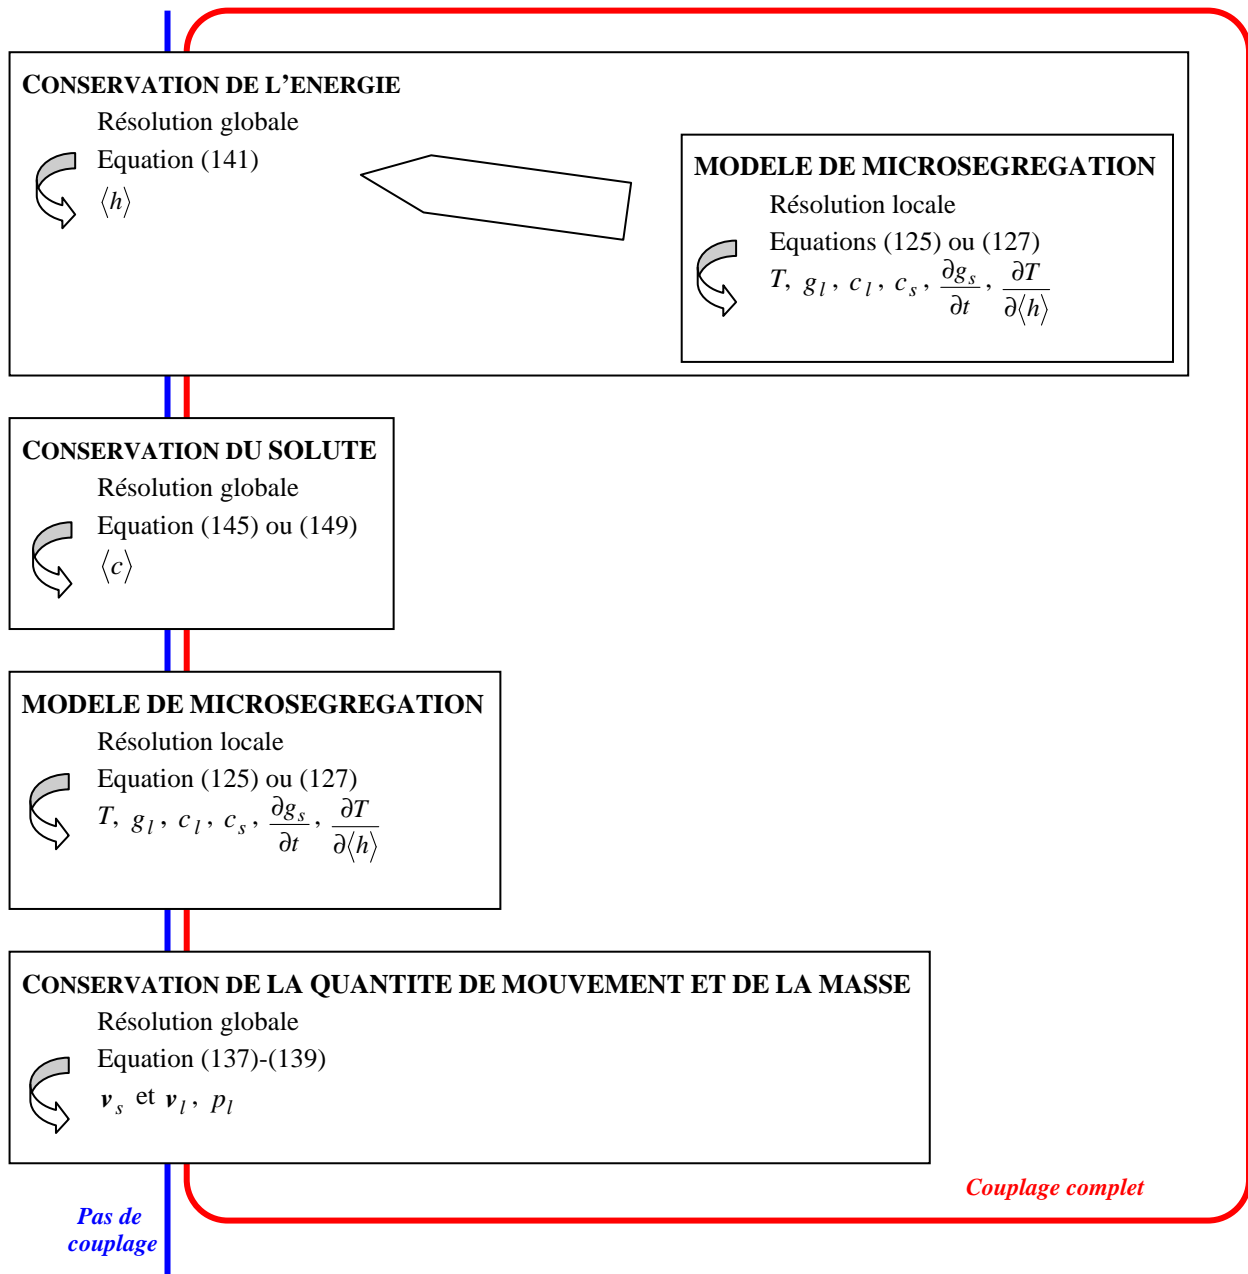 CONSERVATION DE L’ENERGIE
Résolution globale
Equation (141)
⟨h⟩
MODELE DE MICROSEGREGATION
Résolution locale
Equations (125) ou (127)
T, g_l, c_l, c_s, ∂g_s/∂t, ∂T/∂⟨h⟩
CONSERVATION DU SOLUTE
Résolution globale
Equation (145) ou (149)
⟨c⟩
MODELE DE MICROSEGREGATION
Résolution locale
Equation (125) ou (127)
T, g_l, c_l, c_s, ∂g_s/∂t, ∂T/∂⟨h⟩
CONSERVATION DE LA QUANTITE DE MOUVEMENT ET DE LA MASSE
Résolution globale
Equation (137)-(139)
v_s et v_l, p_l
Couplage complet
Pas de
couplage